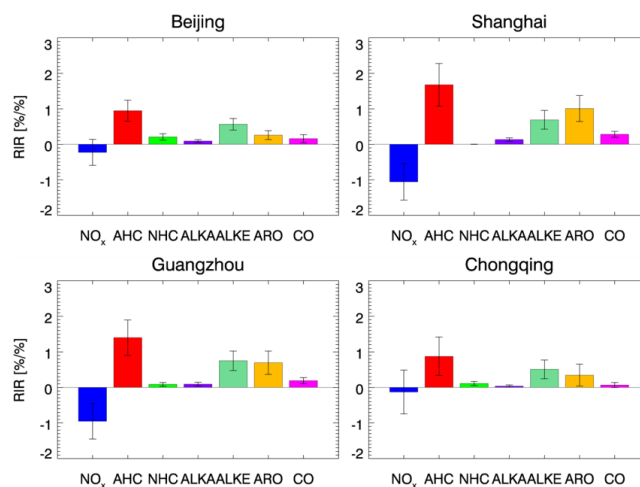 Beijing
Shanghai
RIR [%/%]
3
2
1
0
-1
-2
3
2
1
0
-1
-2
NOx AHC NHC ALKA ALKE ARO CO
NOx AHC NHC ALKA ALKE ARO CO
Guangzhou
Chongqing
RIR [%/%]
3
2
1
0
-1
-2
3
2
1
0
-1
-2
NOx AHC NHC ALKA ALKE ARO CO
NOx AHC NHC ALKA ALKE ARO CO